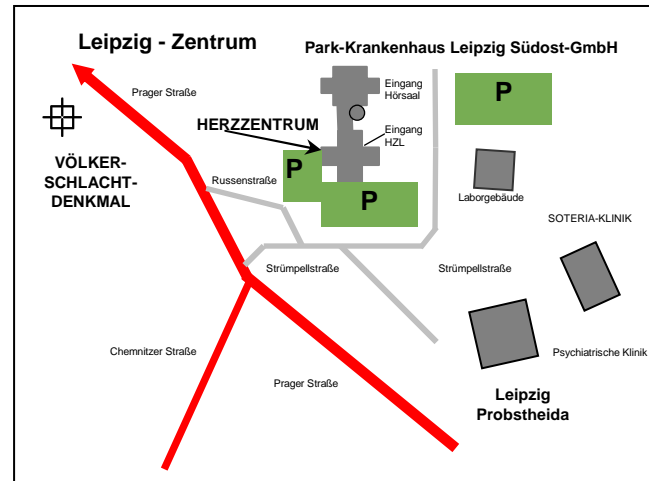 Leipzig - Zentrum
Park-Krankenhaus Leipzig Südost-GmbH
Prager Straße
Eingang
Hörsaal
P
HERZZENTRUM
Eingang
HZL
VÖLKER-
SCHLACHT-
DENKMAL
P
Russenstraße
P
Laborgebäude
SOTERIA-KLINIK
Strümpellstraße
Strümpellstraße
Chemnitzer Straße
Psychiatrische Klinik
Prager Straße
Leipzig
Probstheida